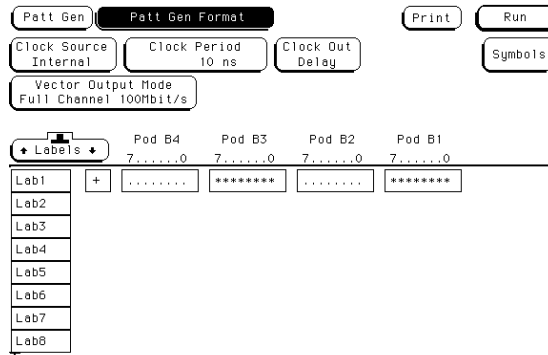 Patt Gen Patt Gen Format Print Run
Clock Source Internal Clock Period 10 ns Clock Out Delay Symbols
Vector Output Mode
Full Channel 100Mbit/s
Labels Pod B4 Pod B3 Pod B2 Pod B1
7......0 7......0 7......0 7......0
Lab1 + ........ ******** ........ ********
Lab2
Lab3
Lab4
Lab5
Lab6
Lab7
Lab8